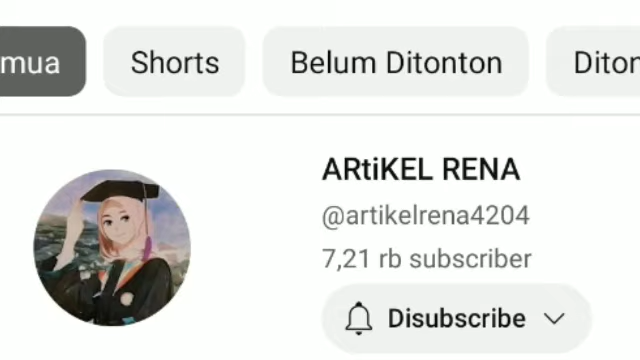 mua Shorts Belum Ditonton Diton
ARtiKEL RENA
@artikelrena4204
7,21 rb subscriber
Disubscribe